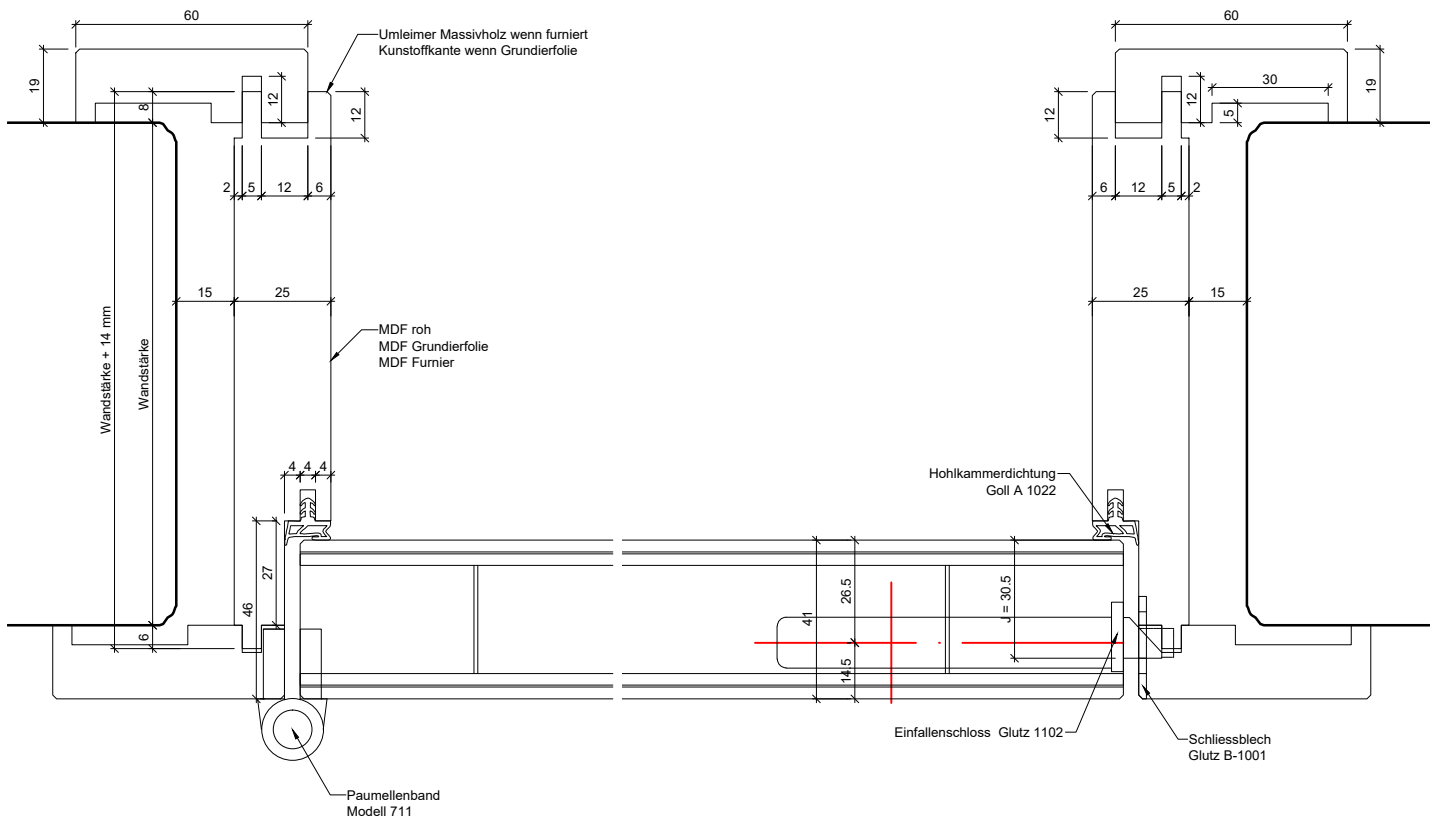 60
60
Umleimer Massivholz wenn furniert
Kunstoffkante wenn Grundierfolie
19
8
12
12
12
12
30
5
19
2 5 12 6
6 12 5 2
15 25
25 15
Wandstärke + 14 mm
Wandstärke
MDF roh
MDF Grundierfolie
MDF Furnier
4 4 4
Hohlkammerdichtung
Goll A 1022
27
46
6
41
26.5
14.5
J = 30.5
Einfallenschloss Glutz 1102
Schliessblech
Glutz B-1001
Paumellenband
Modell 711